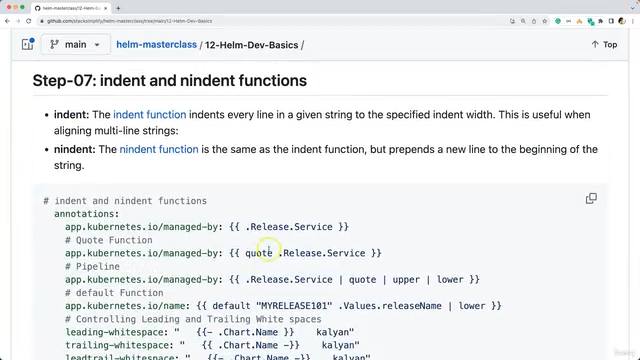 helm-masterclass/12-Helm-Dev
github.com/stacksimplify/helm-masterclass/tree/main/12-Helm-Dev-Basics
main
helm-masterclass / 12-Helm-Dev-Basics /
Top
Step-07: indent and nindent functions
• indent: The indent function indents every line in a given string to the specified indent width. This is useful when
aligning multi-line strings:
• nindent: The nindent function is the same as the indent function, but prepends a new line to the beginning of the
string.
# indent and nindent functions
annotations:
app.kubernetes.io/managed-by: {{ .Release.Service }}
# Quote Function
app.kubernetes.io/managed-by: {{ quote .Release.Service }}
# Pipeline
app.kubernetes.io/managed-by: {{ .Release.Service | quote | upper | lower }}
# default Function
app.kubernetes.io/name: {{ default "MYRELEASE101" .Values.releaseName | lower }}
# Controlling Leading and Trailing White spaces
leading-whitespace: "   {{- .Chart.Name }}    kalyan"
trailing-whitespace: "   {{ .Chart.Name -}}    kalyan"
leadtrail-whitespace: "   {{- .Chart.Name -}}    kalyan"